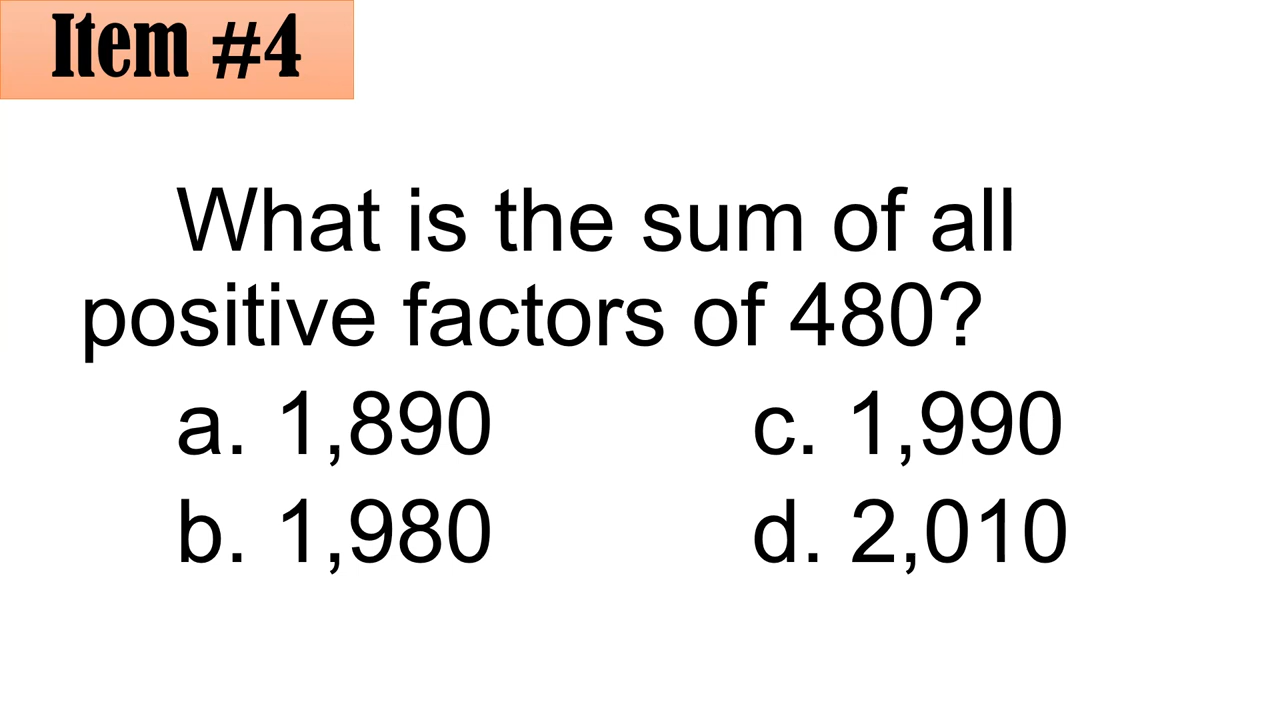 Item #4
What is the sum of all
positive factors of 480?
a. 1,890 c. 1,990
b. 1,980 d. 2,010